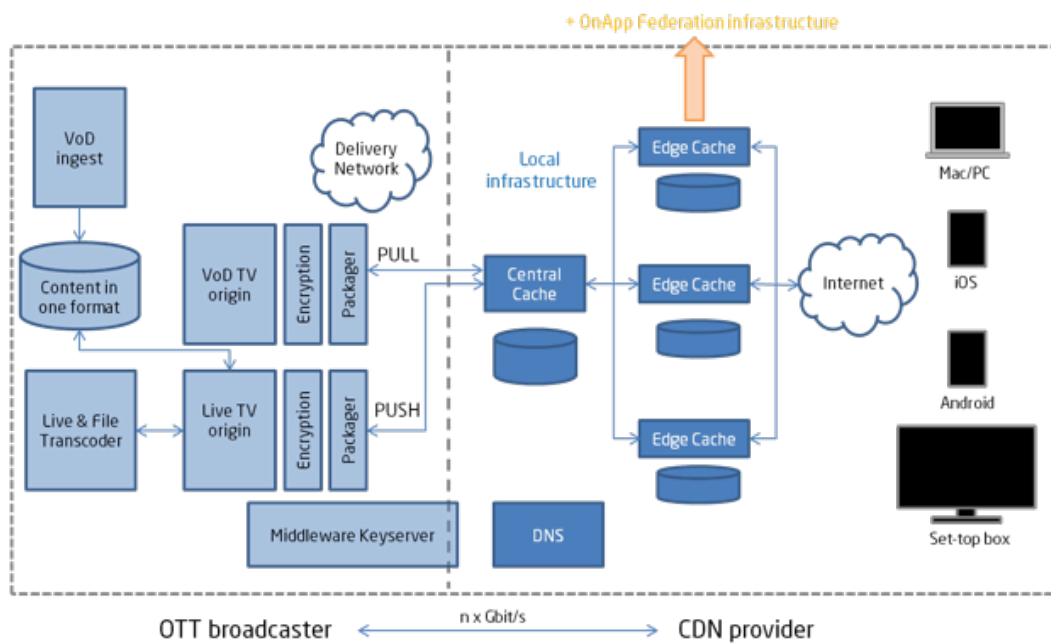 + OnApp Federation infrastructure
VoD
ingest
Delivery
Network
Local
infrastructure
Edge Cache
Mac/PC
Content in
one format
VoD TV
origin
Encryption
Packager
PULL
Central
Cache
Edge Cache
Internet
iOS
Live & File
Transcoder
Live TV
origin
Encryption
Packager
PUSH
Edge Cache
Android
Middleware Keyserver
DNS
Set-top box
OTT broadcaster
n x Gbit/s
CDN provider